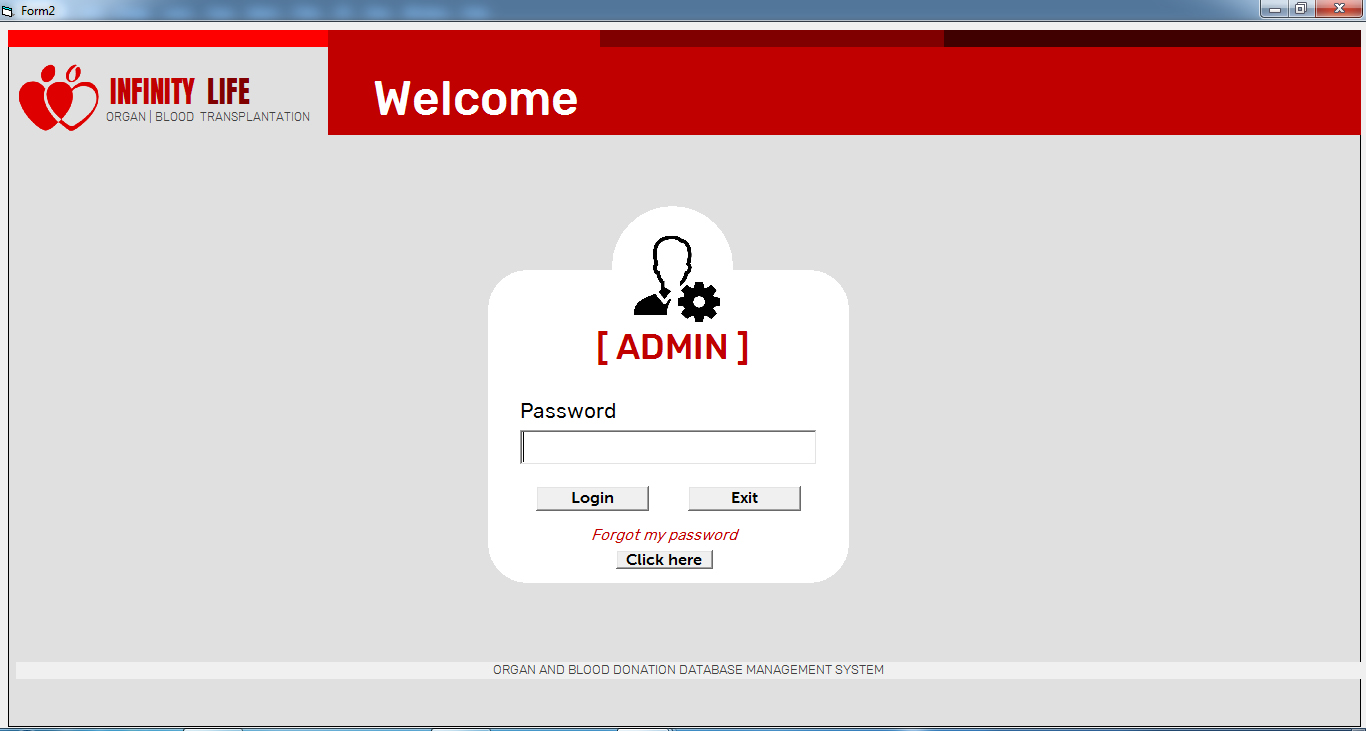 Form2
INFINITY LIFE
ORGAN | BLOOD TRANSPLANTATION
Welcome
[ ADMIN ]
Password
Login
Exit
Forgot my password
Click here
ORGAN AND BLOOD DONATION DATABASE MANAGEMENT SYSTEM